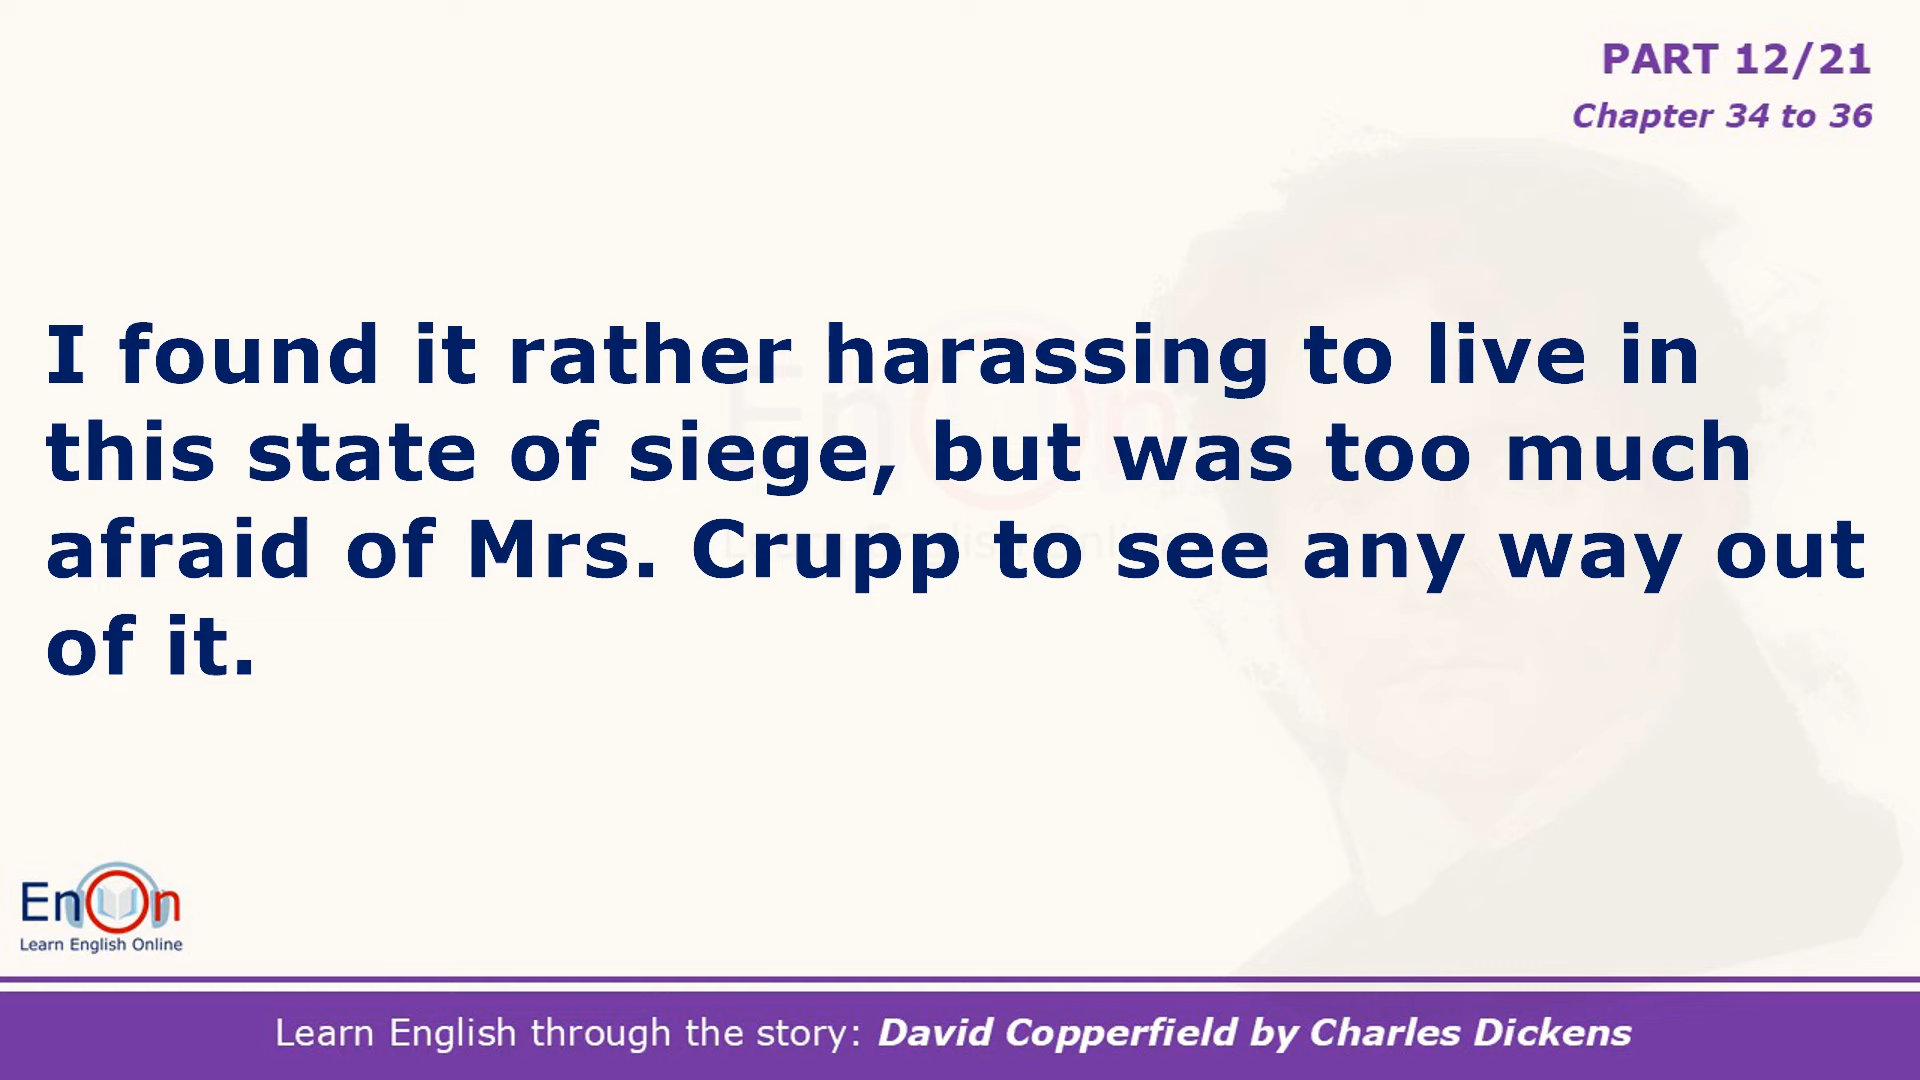 PART 12/21
Chapter 34 to 36
I found it rather harassing to live in
this state of siege, but was too much
afraid of Mrs. Crupp to see any way out
of it.
EnOn
Learn English Online
Learn English through the story: David Copperfield by Charles Dickens